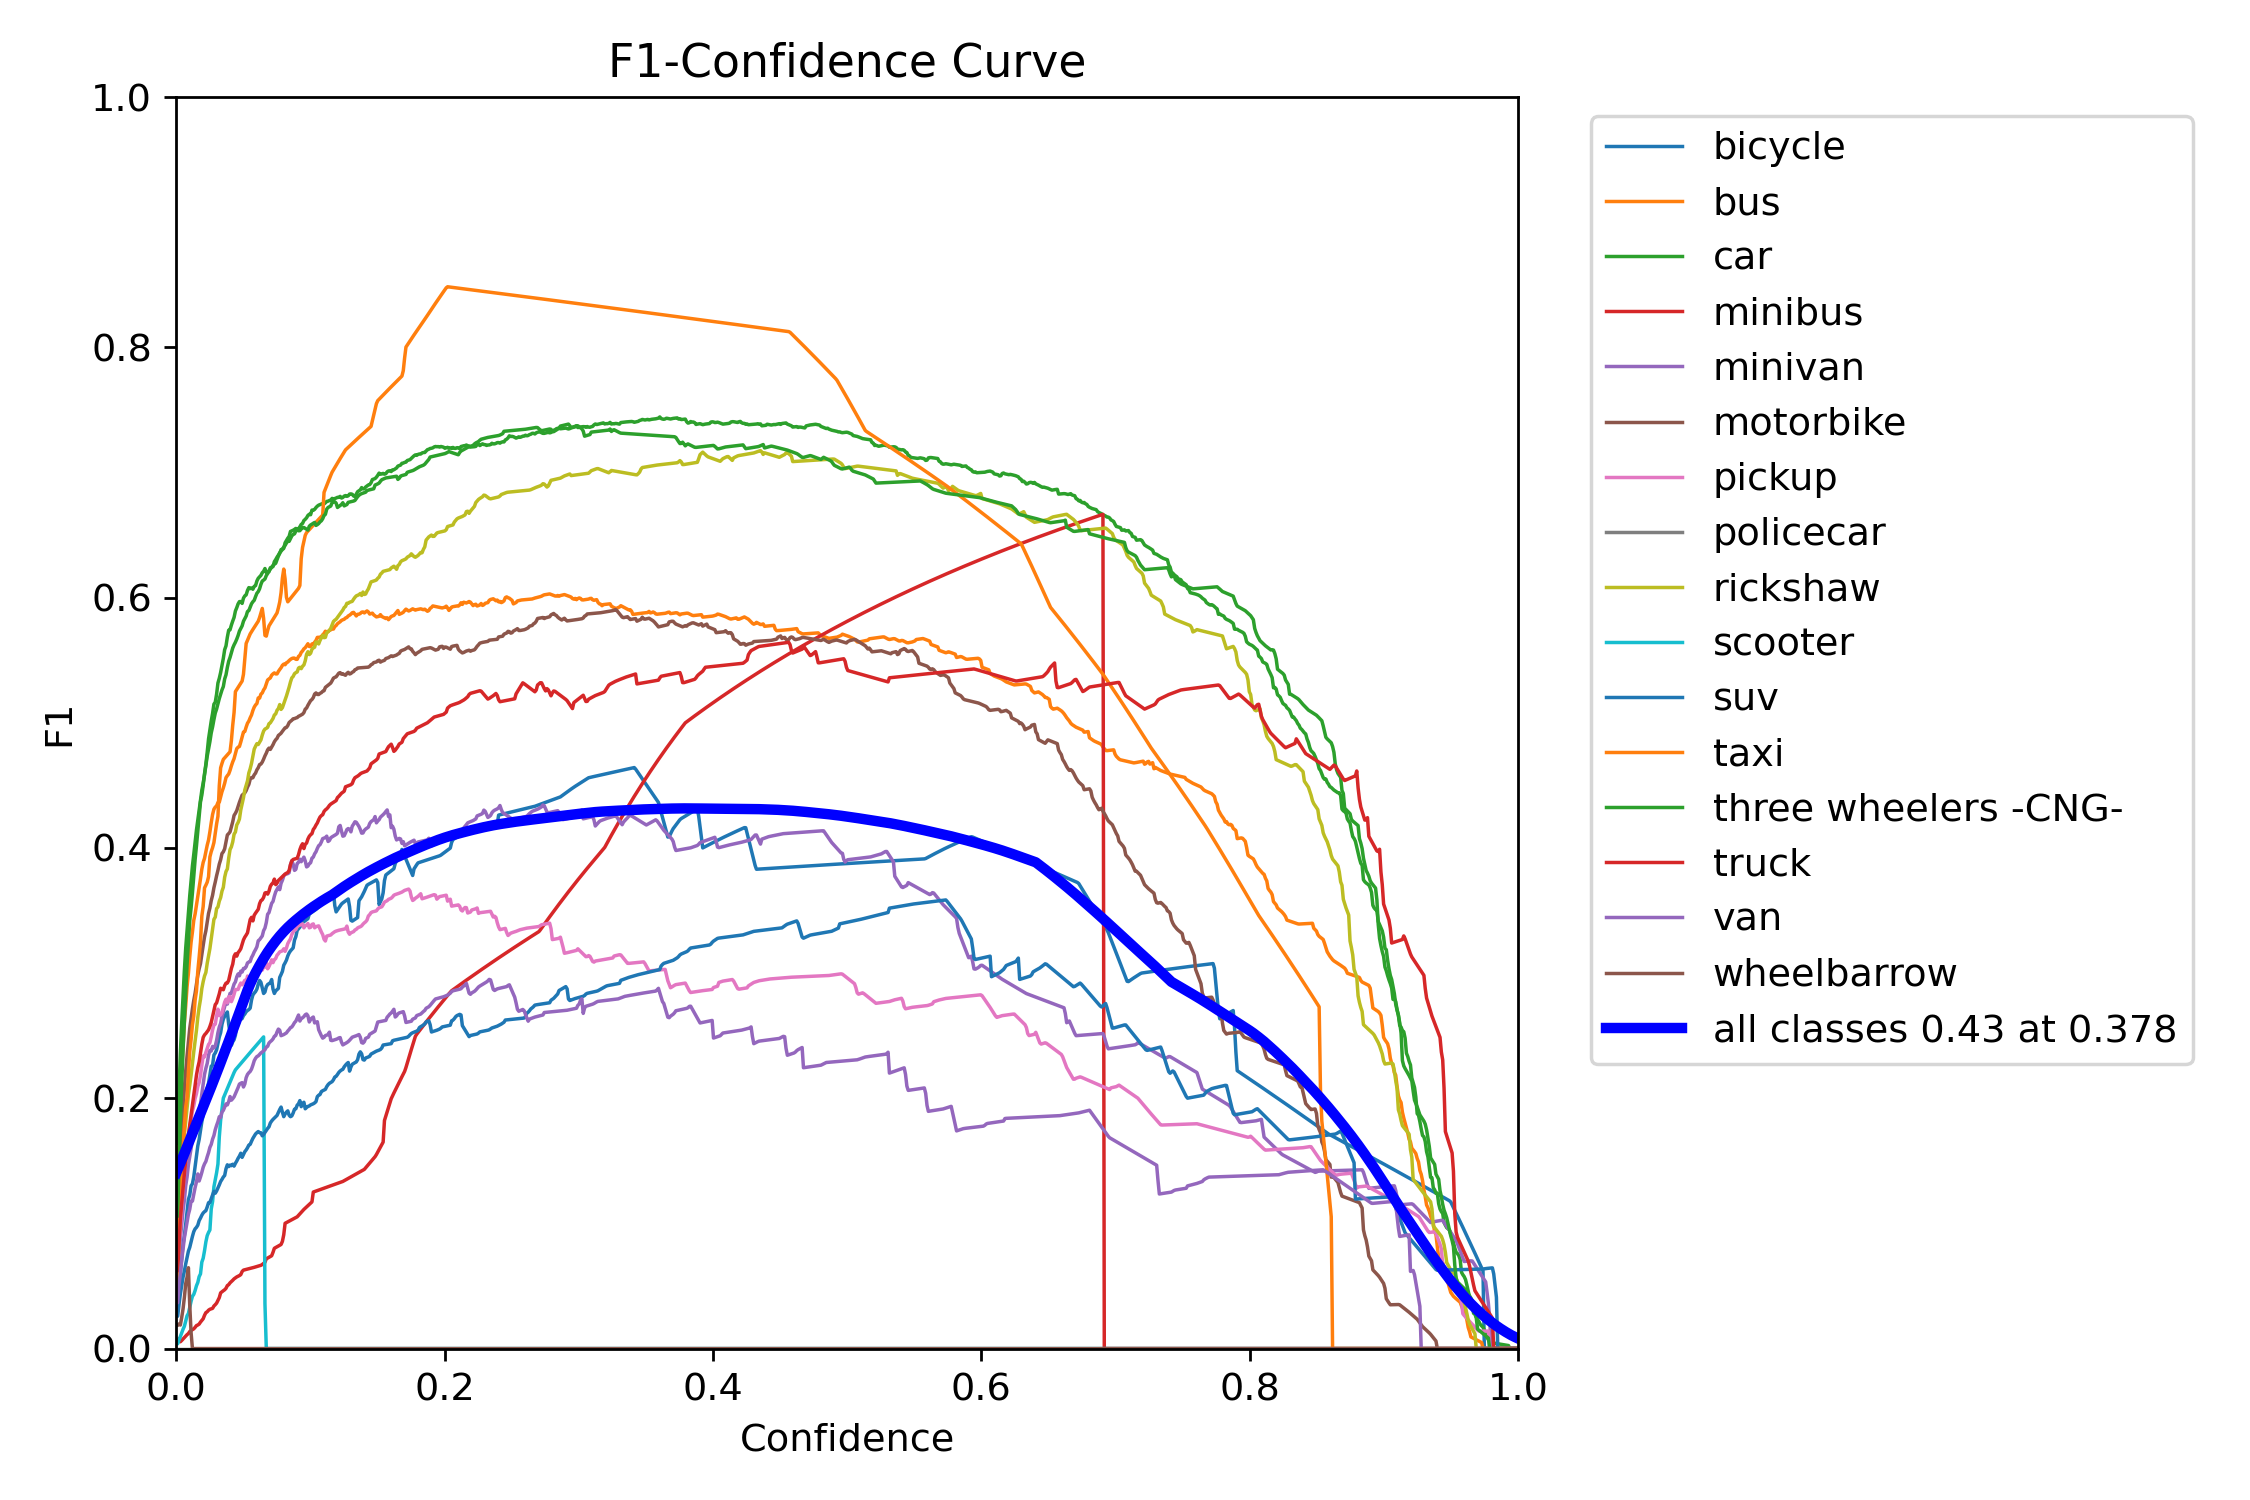 F1-Confidence Curve
1.0
0.8
0.6
0.4
0.2
0.0
F1
0.0 0.2 0.4 0.6 0.8 1.0
Confidence
bicycle
bus
car
minibus
minivan
motorbike
pickup
policecar
rickshaw
scooter
suv
taxi
three wheelers -CNG-
truck
van
wheelbarrow
all classes 0.43 at 0.378